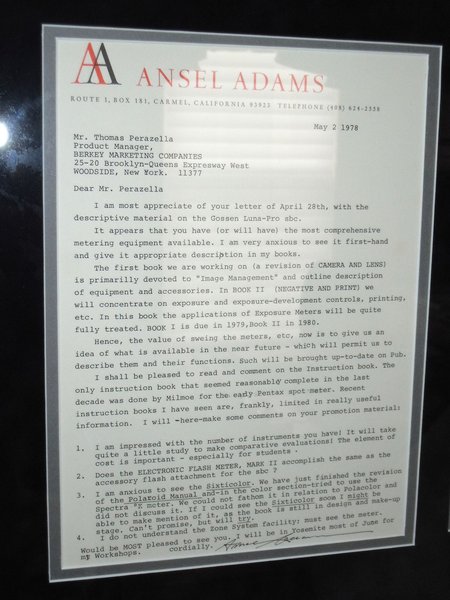 AA ANSEL ADAMS
ROUTE 1, BOX 181, CARMEL, CALIFORNIA 93923 TELEPHONE (408) 624-2558
May 2 1978
Mr. Thomas Perazella
Product Manager,
BERKEY MARKETING COMPANIES
25-20 Brooklyn-Queens Expresway West
WOODSIDE, New York. 11377
Dear Mr. Perazella
I am most appreciate of your letter of April 28th, with the
descriptive material on the Gossen Luna-Pro sbc.
It appears that you have (or will have) the most comprehensive
metering equipment available. I am very anxious to see it first-hand
and give it appropriate description in my books.
The first book we are working on (a revision of CAMERA AND LENS)
is primarily devoted to "Image Management" and outline description
of equipment and accessories. In BOOK II (NEGATIVE AND PRINT) we
will concentrate on exposure and exposure-development controls, printing,
etc. In this book the applications of Exposure Meters will be quite
fully treated. BOOK I is due in 1979,Book II in 1980.
Hence, the value of sweing the meters, etc, now is to give us an
idea of what is available in the near future - which will permit us to
describe them and their functions. Such will be brought up-to-date on Pub.
I shall be pleased to read and comment on the Instruction book. The
only instruction book that seemed reasonably complete in the last
decade was done by Milmoe for the early Pentax spot meter. Recent
instruction books I have seen are, frankly, limited in really useful
information. I will -here-make some comments on your promotion material:
1. I am impressed with the number of instruments you have! It will take
quite a little study to make comparative evaluations! The element of
cost is important - especially for students .
2. Does the ELECTRONIC FLASH METER, MARK II accomplish the same as the
accessory flash attachment for the sbc ?
3. I am anxious to see the Sixticolor. We have just finished the revision
of the Polaroid Manual and-in the color section-tried to use the
Spectra "X meter. We could not fathom it in relation to Polacolor and
did not discuss it. If I could see the Sixticolor soon I might be
able to make mention of it, as the book is still in design and make-up
stage. Can't promise, but will try.
4. I do not understand the Zone System facility; must see the meter.
Would be MOST pleased to see you. I will be in Yosemite most of June for
my Workshops. cordially. Ansel Adams